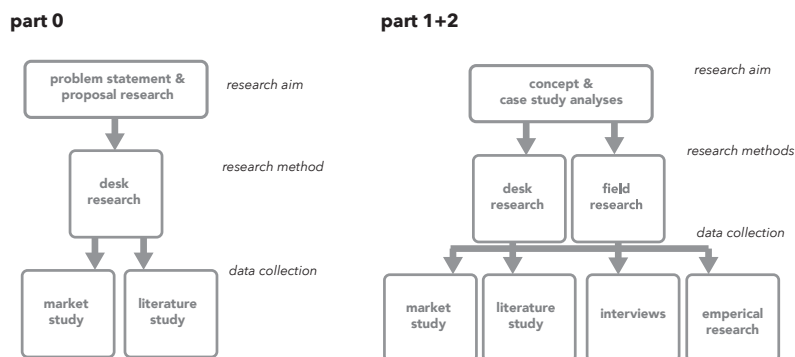 part 0
problem statement &
proposal research
research aim
desk
research
research method
data collection
market
study
literature
study
part 1+2
concept &
case study analyses
research aim
desk
research
field
research
research methods
data collection
market
study
literature
study
interviews
emperical
research